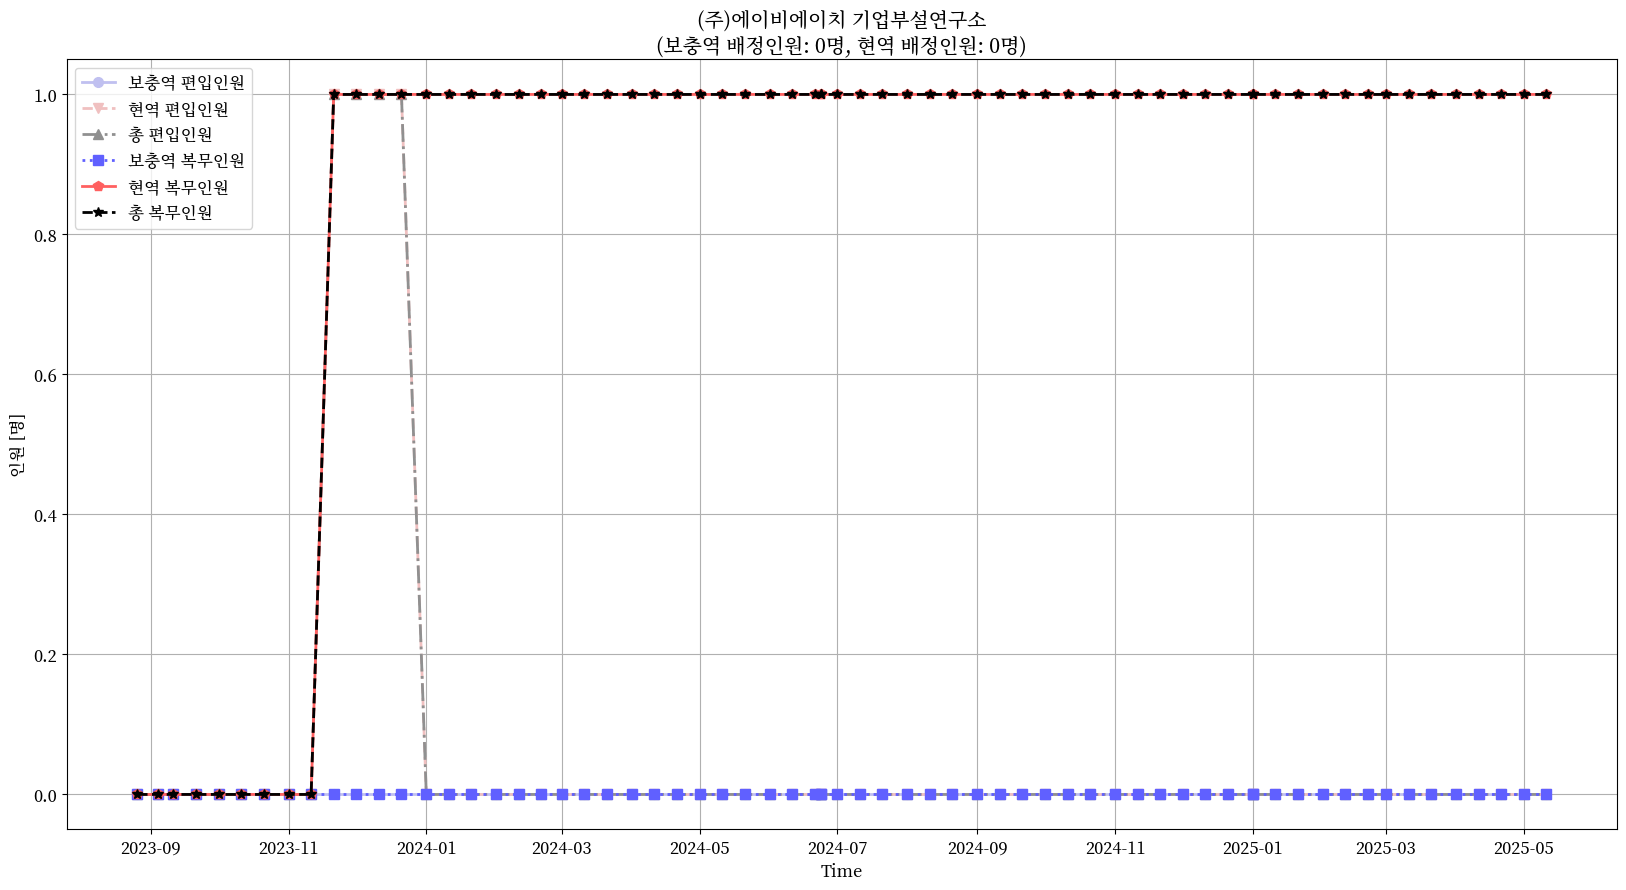 (주)에이비에이치 기업부설연구소
(보충역 배정인원: 0명, 현역 배정인원: 0명)
보충역 편입인원
현역 편입인원
총 편입인원
보충역 복무인원
현역 복무인원
총 복무인원
1.0
0.8
0.6
0.4
0.2
0.0
인원 [명]
2023-09 2023-11 2024-01 2024-03 2024-05 2024-07 2024-09 2024-11 2025-01 2025-03 2025-05
Time